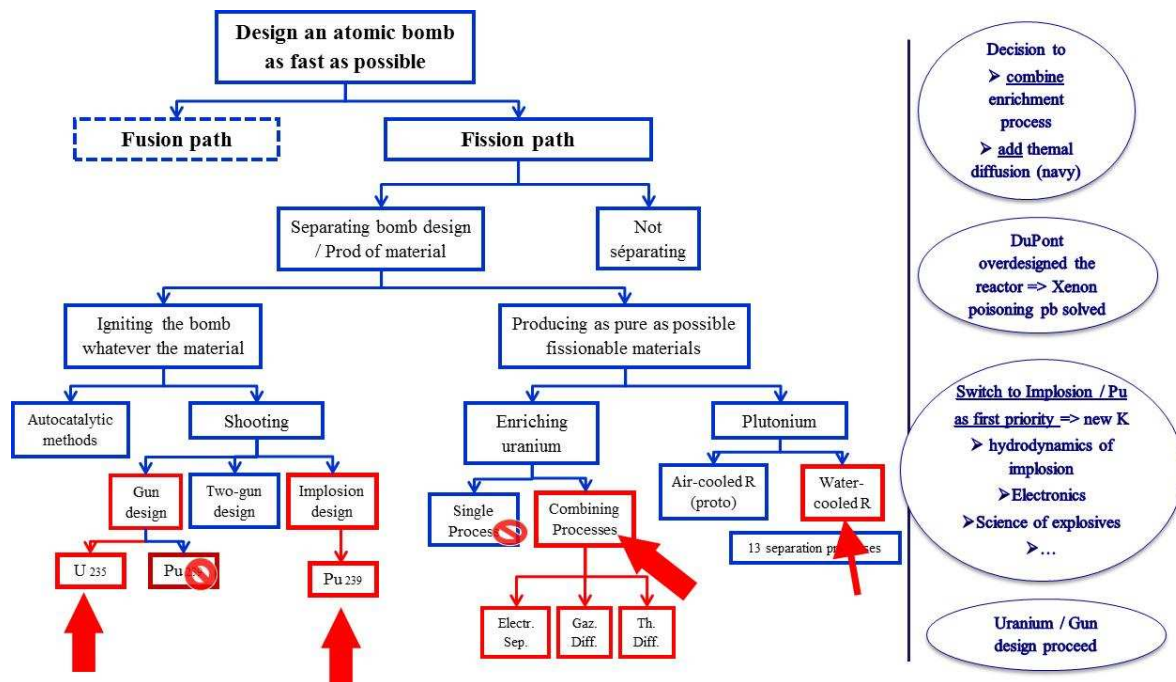 Design an atomic bomb
as fast as possible
Fusion path
Fission path
Separating bomb design
/ Prod of material
Not
séparating
Igniting the bomb
whatever the material
Producing as pure as possible
fissionable materials
Autocatalytic
methods
Shooting
Enriching
uranium
Plutonium
Gun
design
Two-gun
design
Implosion
design
Single
Process
Combining
Processes
Air-cooled R
(proto)
Water-
cooled R
13 separation
U 235
Pu
Pu 239
Electr.
Sep.
Gaz.
Diff.
Th.
Diff.
Decision to
➢ combine
enrichment
process
➢ add themal
diffusion (navy)
DuPont
overdesigned the
reactor => Xenon
poisoning pb solved
Switch to Implosion / Pu
as first priority => new K
➢ hydrodynamics of
implosion
➢Electronics
➢Science of explosives
➢...
Uranium / Gun
design proceed